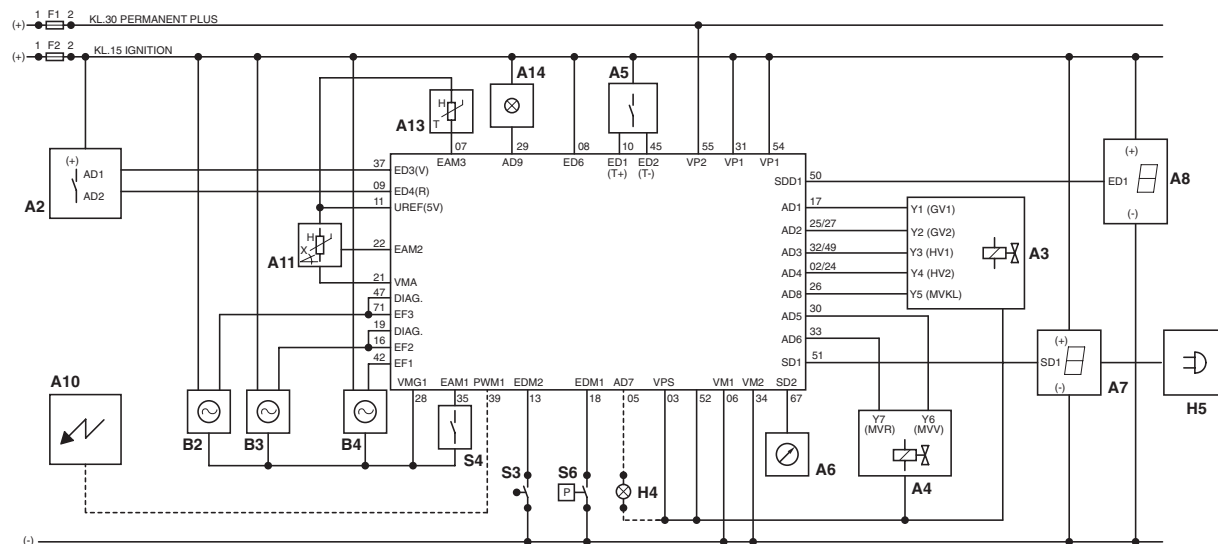 (+) 1 F1 2 KL.30 PERMANENT PLUS
(+) 1 F2 2 KL.15 IGNITION
A14 A5
H T A13
07 29 08 10 45 55 31 54
EAM3 AD9 ED6 ED1 (T+) ED2 (T-) VP2 VP1 VP1
(+) AD1 AD2 A2
37 ED3(V)
09 ED4(R)
11 UREF(5V)
H X A11
22 EAM2
21 VMA
47 DIAG.
71 EF3
19 DIAG.
16 EF2
42 EF1
SDD1 50
AD1 17
AD2 25/27
AD3 32/49
AD4 02/24
AD8 26
AD5 30
AD6 33
SD1 51
(+) ED1 (-) A8
Y1 (GV1)
Y2 (GV2)
Y3 (HV1) A3
Y4 (HV2)
Y5 (MVKL)
(+) SD1 (-) A7
H5
VMG1 EAM1 PWM1 EDM2 EDM1 AD7 VPS VM1 VM2 SD2
28 35 39 13 18 05 03 52 06 34 67
A10
B2 B3 B4 S4
S3 S6 P H4
A6
Y7 (MVR) Y6 (MVV)
A4
(-)